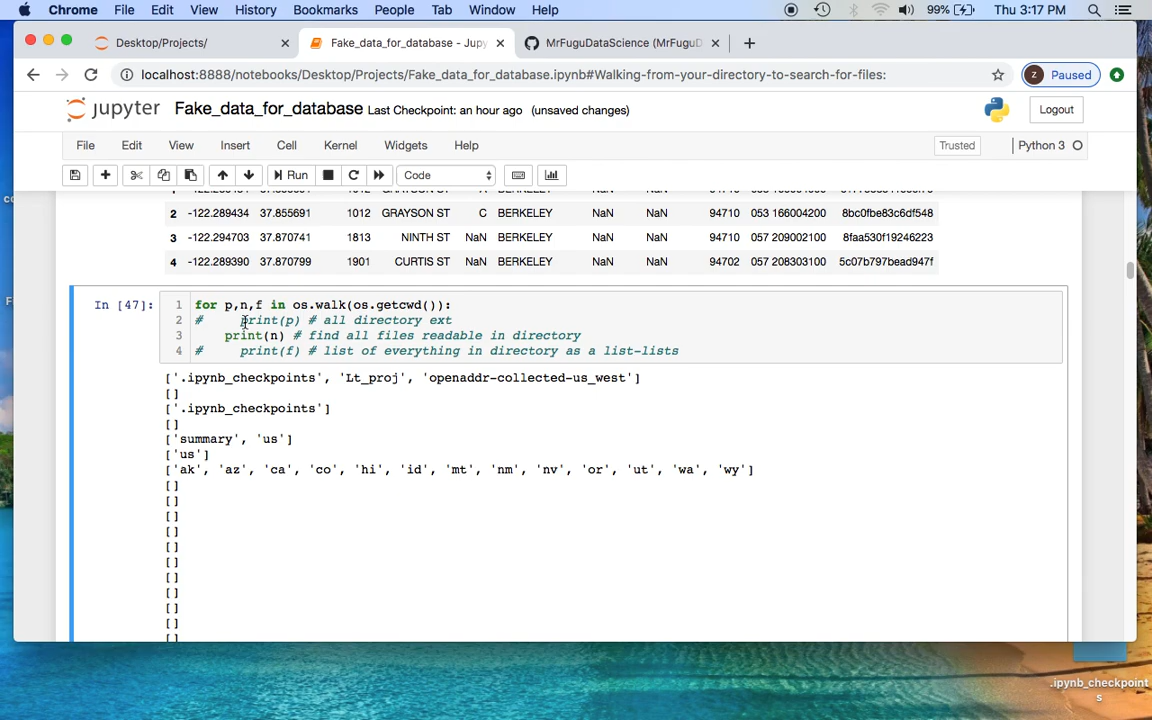 Chrome File Edit View History Bookmarks People Tab Window Help 99% Thu 3:17 PM
Desktop/Projects/ Fake_data_for_database - Jupy MrFuguDataScience (MrFuguD
localhost:8888/notebooks/Desktop/Projects/Fake_data_for_database.ipynb#Walking-from-your-directory-to-search-for-files: z Paused
jupyter Fake_data_for_database Last Checkpoint: an hour ago (unsaved changes) Logout
File Edit View Insert Cell Kernel Widgets Help Trusted Python 3
Run Code
2 -122.289434 37.855691 1012 GRAYSON ST C BERKELEY NaN NaN 94710 053 166004200 8bc0fbe83c6df548
3 -122.294703 37.870741 1813 NINTH ST NaN BERKELEY NaN NaN 94710 057 209002100 8faa530f19246223
4 -122.289390 37.870799 1901 CURTIS ST NaN BERKELEY NaN NaN 94702 057 208303100 5c07b797bead947f
In [47]: 1 for p,n,f in os.walk(os.getcwd()):
2 # print(p) # all directory ext
3 print(n) # find all files readable in directory
4 # print(f) # list of everything in directory as a list-lists
['.ipynb_checkpoints', 'Lt_proj', 'openaddr-collected-us_west']
[]
['.ipynb_checkpoints']
[]
['summary', 'us']
['us']
['ak', 'az', 'ca', 'co', 'hi', 'id', 'mt', 'nm', 'nv', 'or', 'ut', 'wa', 'wy']
[]
[]
[]
[]
[]
[]
[]
[]
[]
[]
[]
.ipynb_checkpoint
s